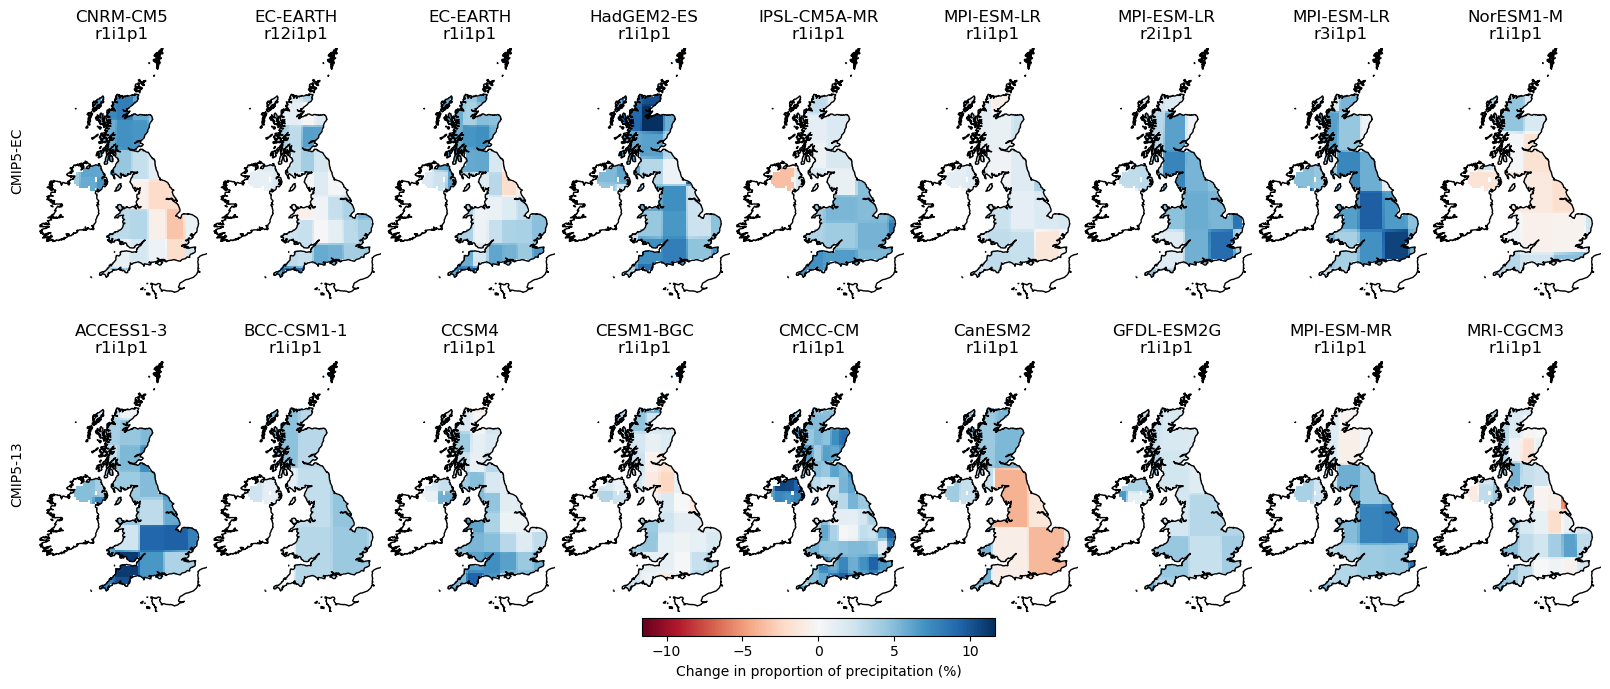 CNRM-CM5 EC-EARTH EC-EARTH HadGEM2-ES IPSL-CM5A-MR MPI-ESM-LR MPI-ESM-LR MPI-ESM-LR NorESM1-M
r1i1p1 r12i1p1 r1i1p1 r1i1p1 r1i1p1 r1i1p1 r2i1p1 r3i1p1 r1i1p1
CMIP5-EC
ACCESS1-3 BCC-CSM1-1 CCSM4 CESM1-BGC CMCC-CM CanESM2 GFDL-ESM2G MPI-ESM-MR MRI-CGCM3
r1i1p1 r1i1p1 r1i1p1 r1i1p1 r1i1p1 r1i1p1 r1i1p1 r1i1p1 r1i1p1
CMIP5-13
−10 −5 0 5 10
Change in proportion of precipitation (%)